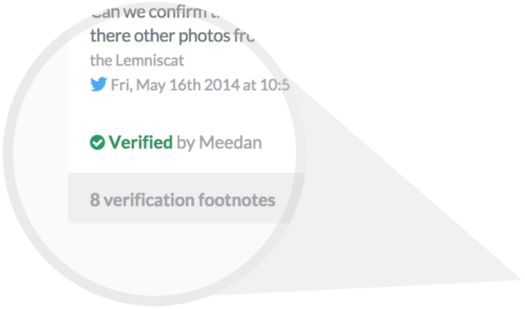 Can we confirm
there other photos
the Lemniscat
Fri, May 16th 2014 at 10:5
Verified by Meedan
8 verification footnotes